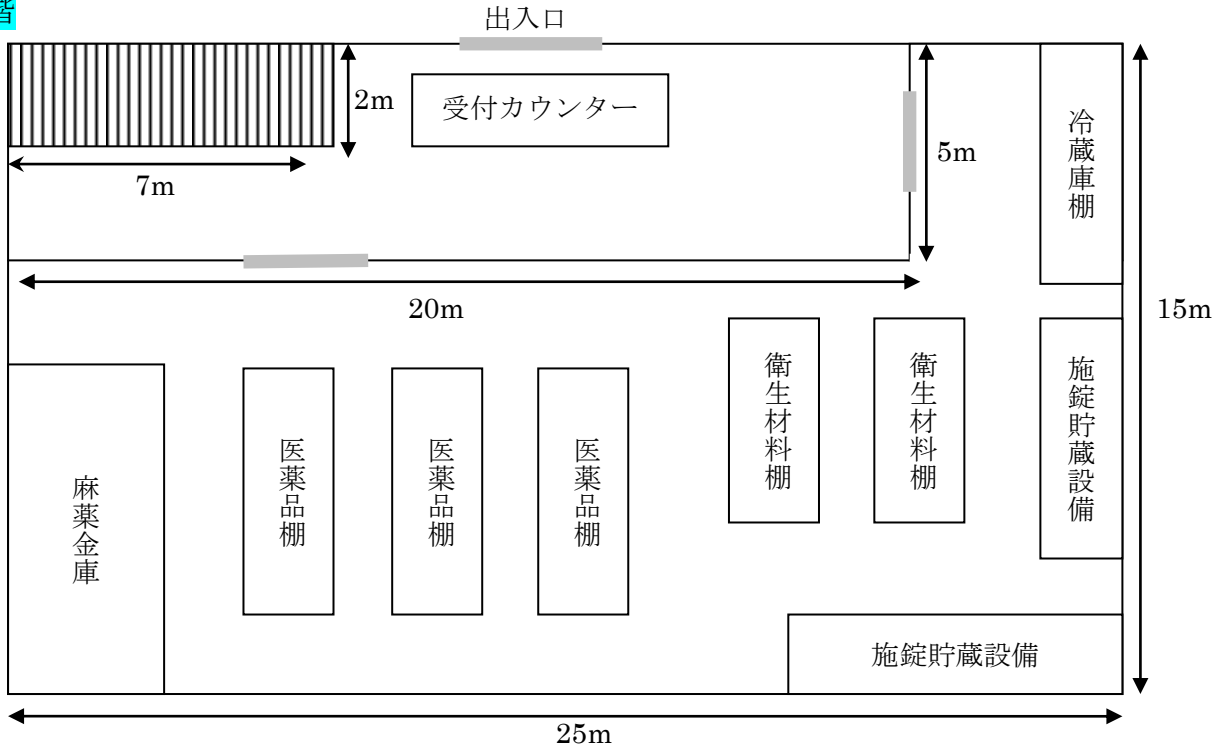 階
出入口
2m
受付カウンター
冷蔵庫棚
5m
7m
20m
15m
衛生材料棚
衛生材料棚
施錠貯蔵設備
医薬品棚
医薬品棚
医薬品棚
麻薬金庫
施錠貯蔵設備
25m